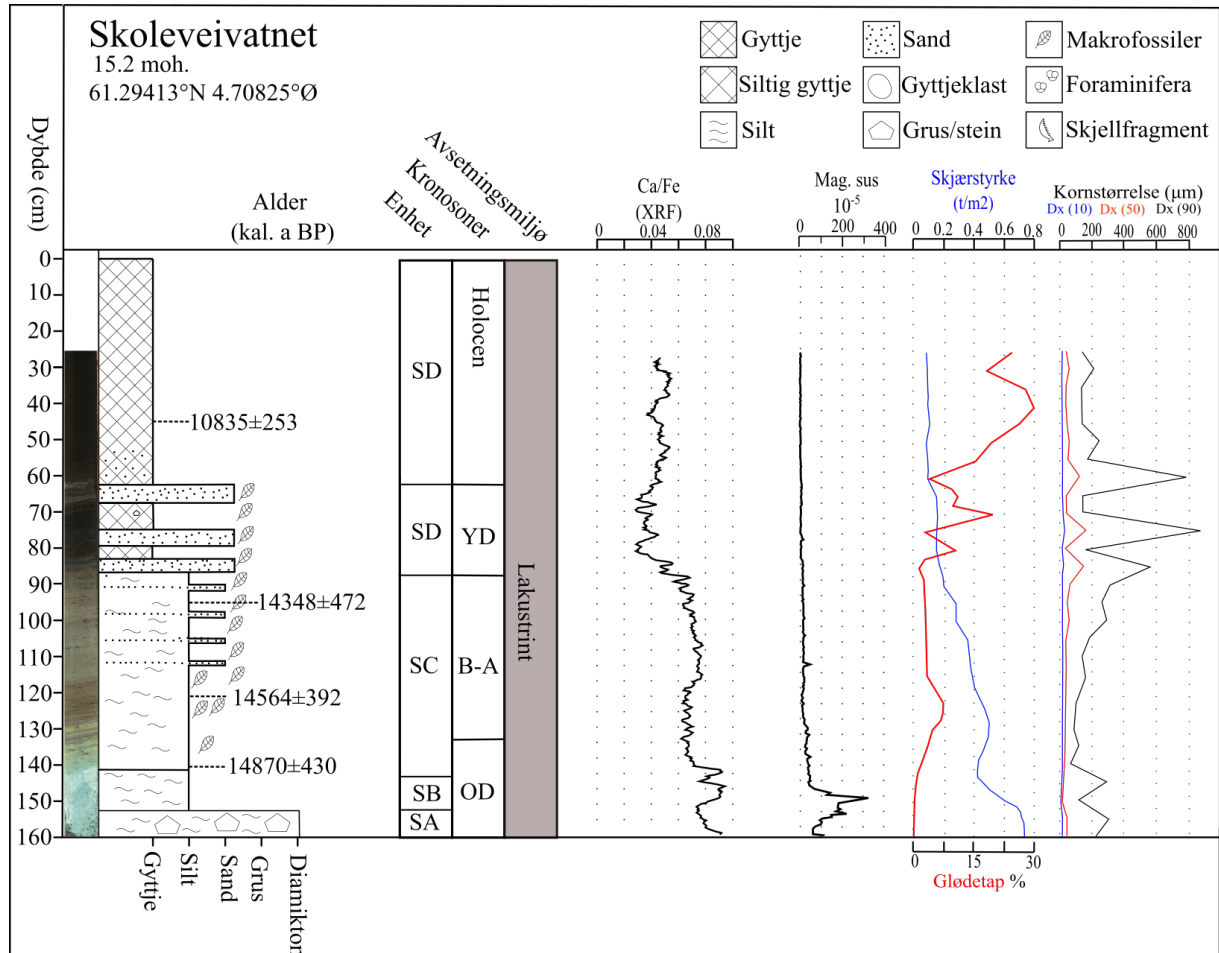 Skoleveivatnet
15.2 moh.
61.29413°N 4.70825°Ø
Gyttje
Sand
Makrofossiler
Siltig gyttje
Gyttjeklast
Foraminifera
Silt
Grus/stein
Skjellfragment
Dybde (cm)
Alder
(kal. a BP)
Enhet
Kronosoner
Avsetningsmiljø
Ca/Fe
(XRF)
0 0.04 0.08
Mag. sus
10-5
0 200 400
Skjærstyrke
(t/m2)
0 0.2 0.4 0.6 0.8
Kornstørrelse (µm)
Dx (10) Dx (50) Dx (90)
0 200 400 600 800
0
10
20
30
40
50
60
70
80
90
100
110
120
130
140
150
160
10835±253
14348±472
14564±392
14870±430
SD
SD
SC
SB
SA
Holocen
YD
B-A
OD
Lakustrint
Gyttje
Silt
Sand
Grus
Diamikton
0 15 30
Glødetap %